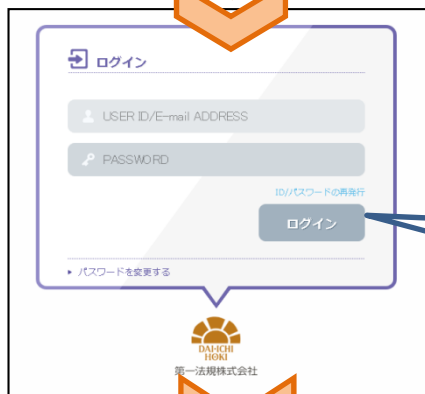 ログイン
USER ID/E-mail ADDRESS
PASSWORD
ID/パスワードの再発行
ログイン
パスワードを変更する
DAI-ICHI
HOKI
第一法規株式会社